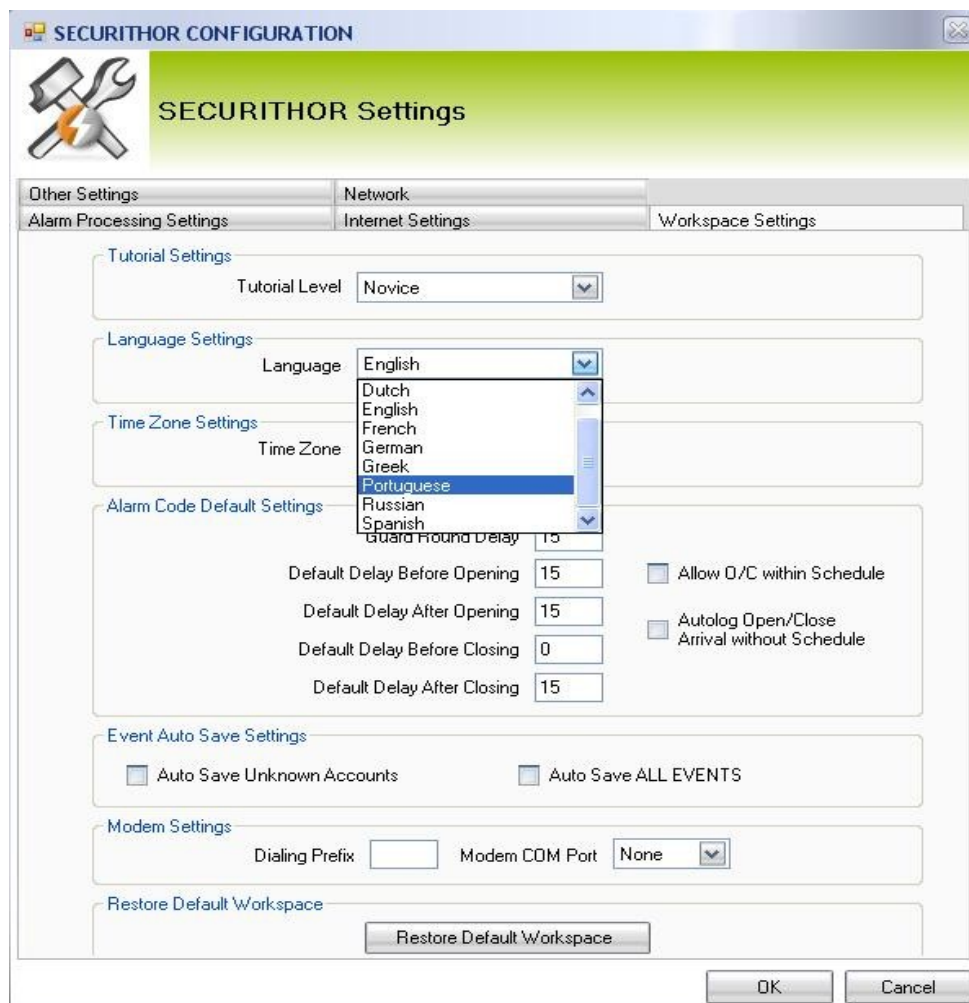 SECURITHOR CONFIGURATION
SECURITHOR Settings
Other Settings Network
Alarm Processing Settings Internet Settings Workspace Settings
Tutorial Settings
Tutorial Level Novice
Language Settings
Language English
Dutch
English
French
Time Zone Settings
German
Time Zone
Greek
Portuguese
Russian
Alarm Code Default Settings
Spanish
Guard Round Delay 15
Default Delay Before Opening 15 Allow O/C within Schedule
Default Delay After Opening 15 Autolog Open/Close
Arrival without Schedule
Default Delay Before Closing 0
Default Delay After Closing 15
Event Auto Save Settings
Auto Save Unknown Accounts Auto Save ALL EVENTS
Modem Settings
Dialing Prefix Modem COM Port None
Restore Default Workspace
Restore Default Workspace
OK Cancel